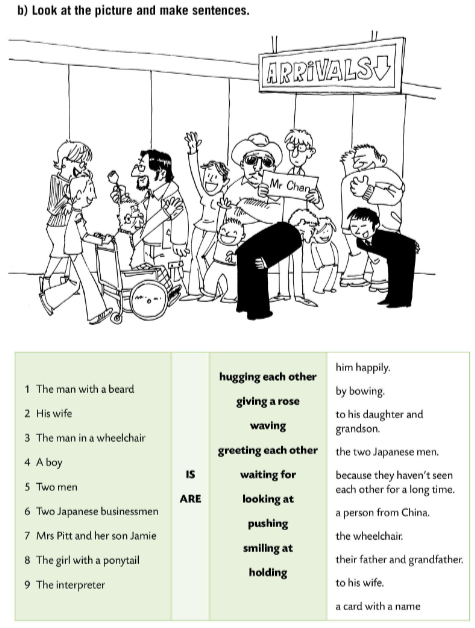 b) Look at the picture and make sentences.
ARRIVALS
Mr Chan
1 The man with a beard
2 His wife
3 The man in a wheelchair
4 A boy
5 Two men
6 Two Japanese businessmen
7 Mrs Pitt and her son Jamie
8 The girl with a ponytail
9 The interpreter
IS
ARE
hugging each other
giving a rose
waving
greeting each other
waiting for
looking at
pushing
smiling at
holding
him happily.
by bowing.
to his daughter and
grandson.
the two Japanese men.
because they haven't seen
each other for a long time.
a person from China.
the wheelchair.
their father and grandfather.
to his wife.
a card with a name